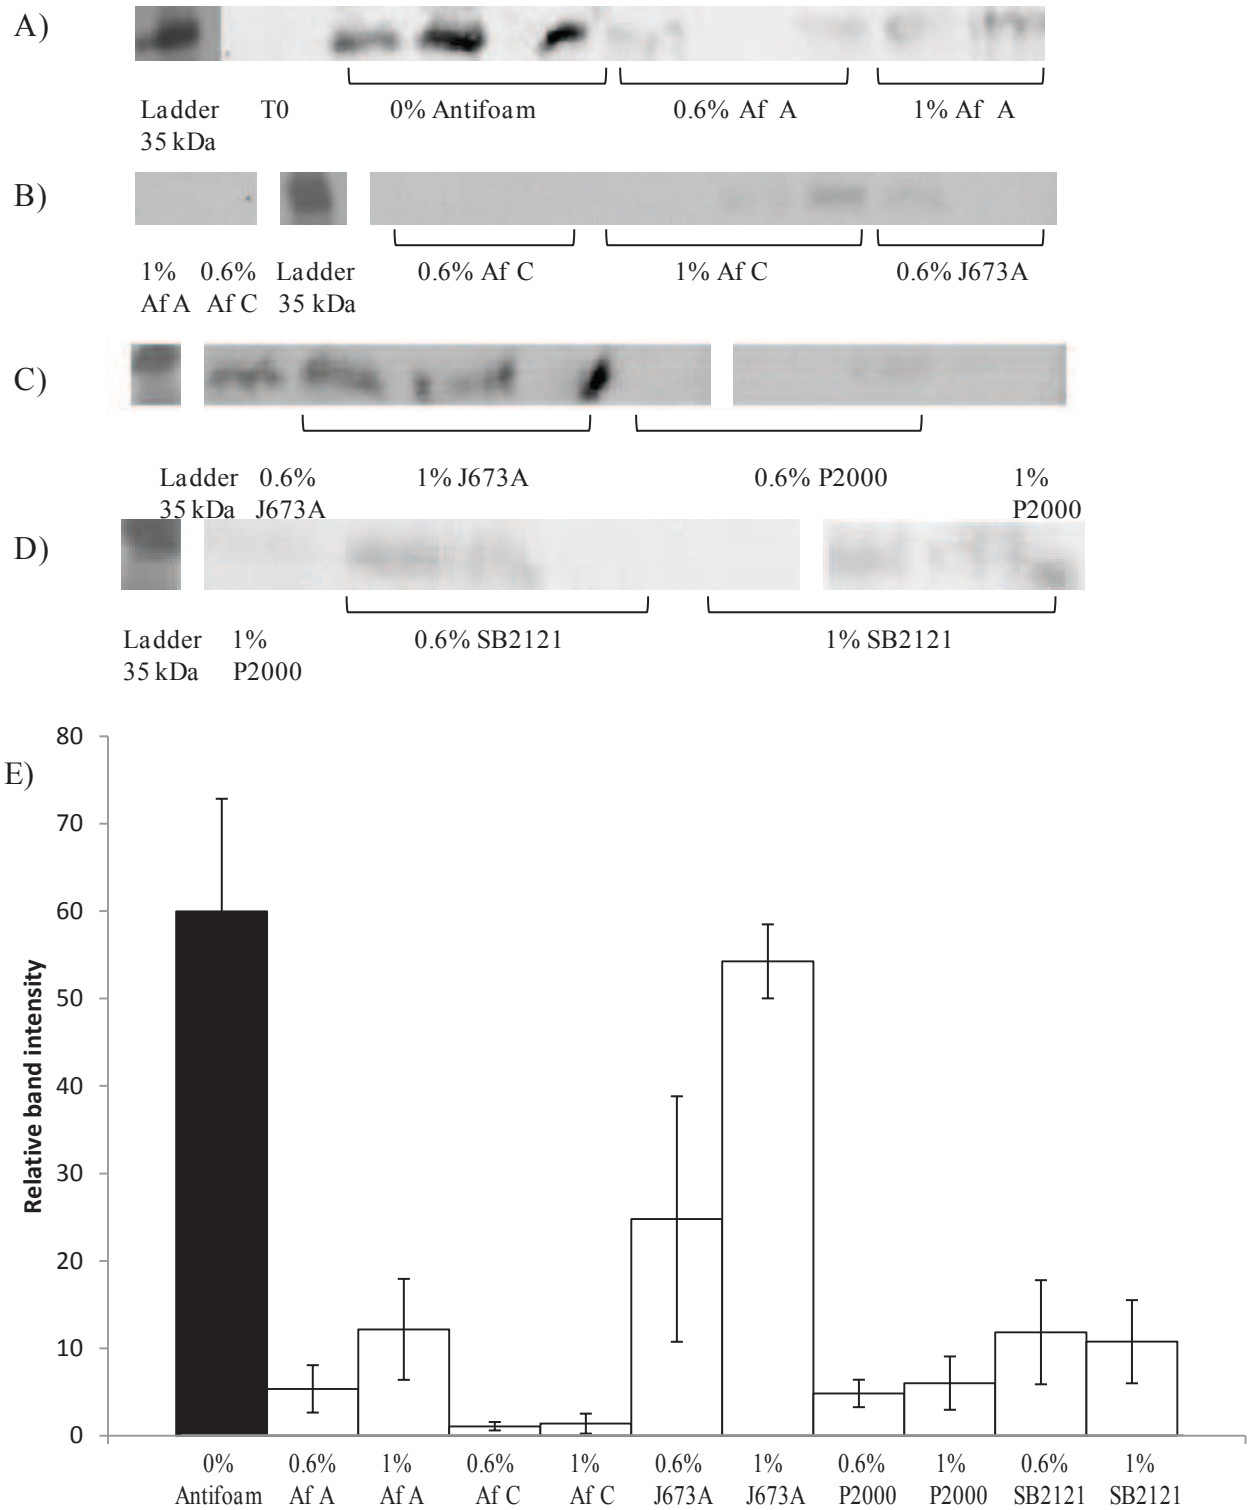 A)
Ladder T0 0% Antifoam 0.6% Af A 1% Af A
35 kDa
B)
1% 0.6% Ladder 0.6% Af C 1% Af C 0.6% J673A
Af A Af C 35 kDa
C)
Ladder 0.6% 1% J673A 0.6% P2000 1%
35 kDa J673A P2000
D)
Ladder 1% 0.6% SB2121 1% SB2121
35 kDa P2000
E)
80
70
60
50
40
30
20
10
0
Relative band intensity
0% 0.6% 1% 0.6% 1% 0.6% 1% 0.6% 1% 0.6% 1%
Antifoam Af A Af A Af C Af C J673A J673A P2000 P2000 SB2121 SB2121